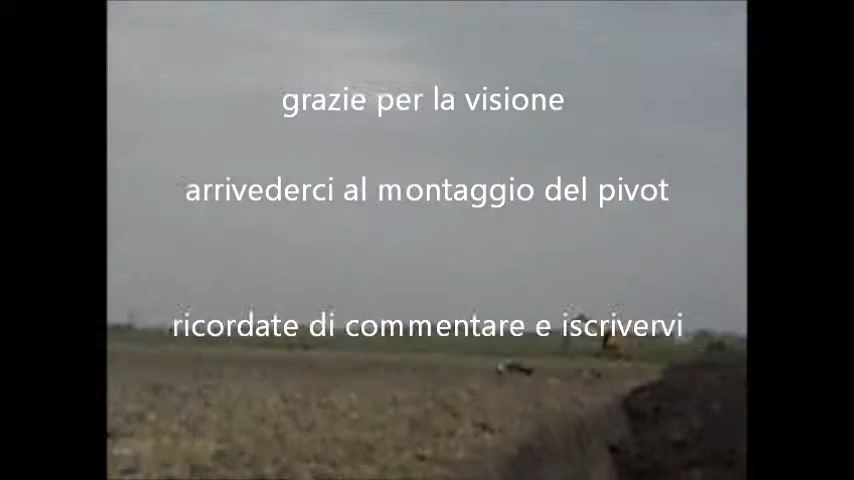 grazie per la visione
arrivederci al montaggio del pivot
ricordate di commentare e iscrivervi